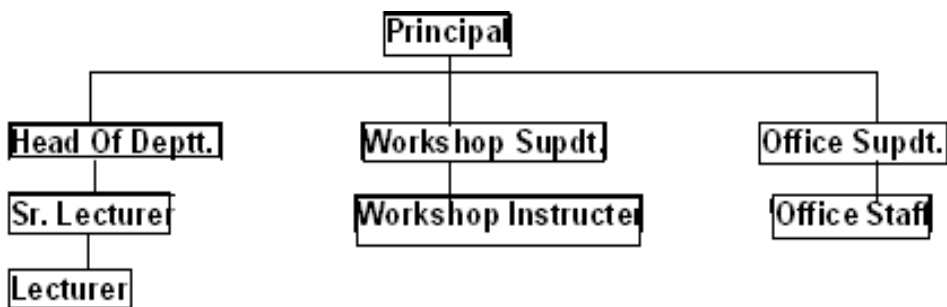 Principal
Head Of Deptt.
Workshop Supdt.
Office Supdt.
Sr. Lecturer
Workshop Instructer
Office Staff
Lecturer